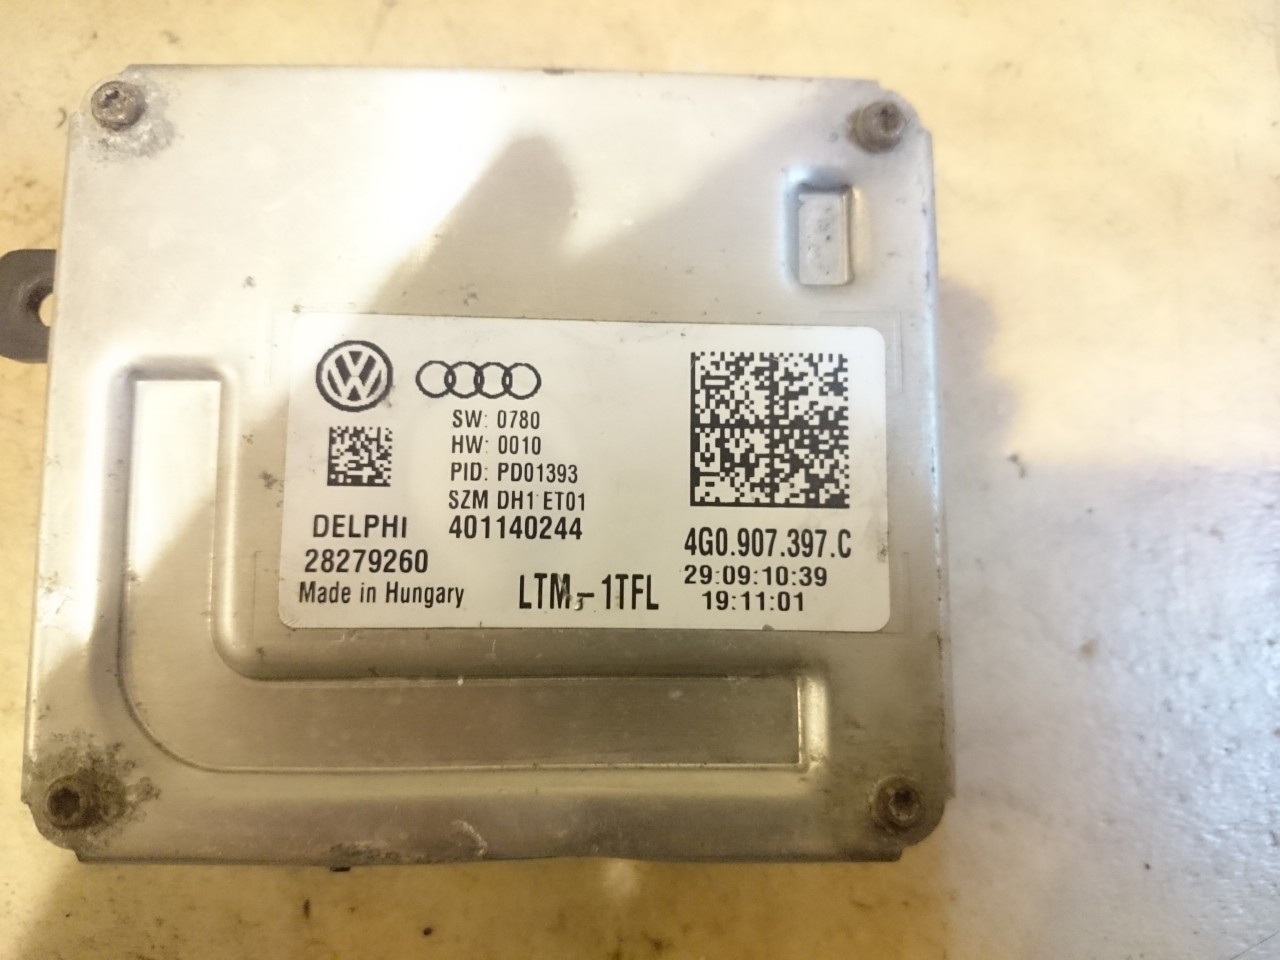 SW: 0780
HW: 0010
PID: PD01393
SZM DH1 ET01
DELPHI 401140244
28279260
Made in Hungary
LTM-1TFL
4G0.907.397.C
29:09:10:39
19:11:01